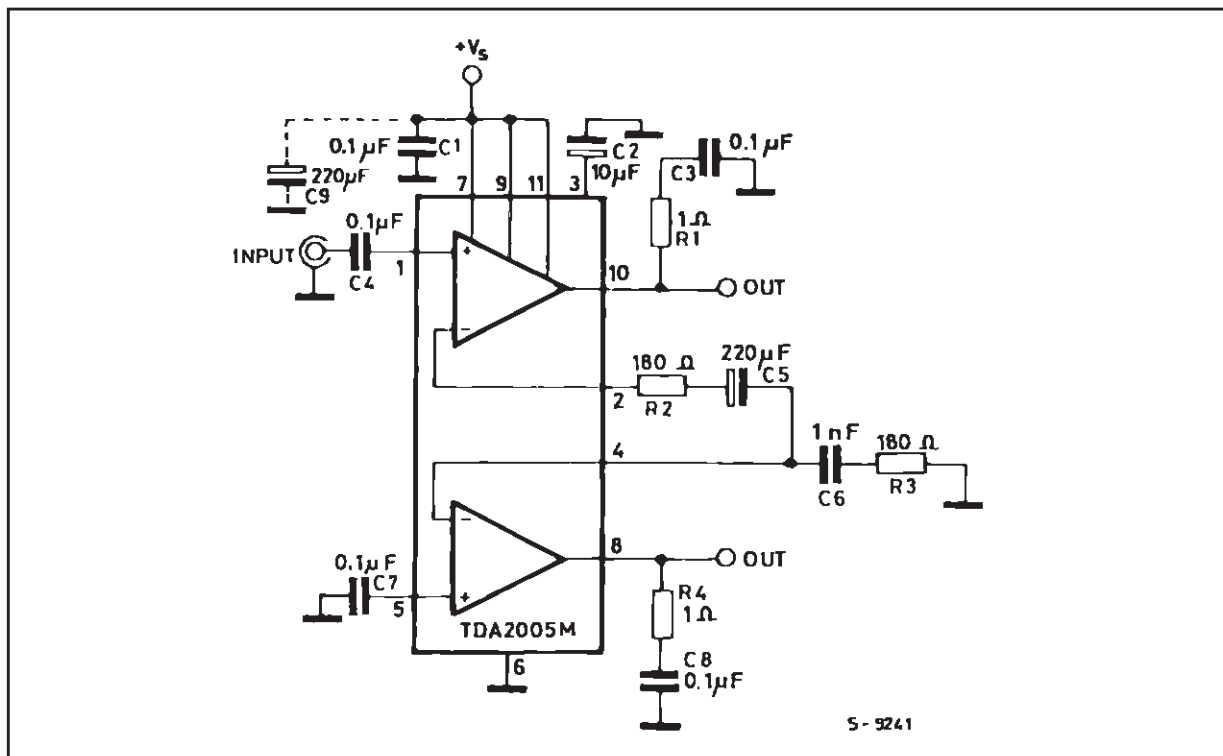 +Vs
0.1 µF
C1
220µF
C9
C2
10µF
C3
0.1 µF
7
9
11
3
1Ω
R1
INPUT
0.1µF
C4
1
+
-
10
OUT
180 Ω
R2
220µF
C5
2
4
1nF
C6
180 Ω
R3
0.1µF
C7
5
-
+
8
OUT
R4
1Ω
TDA2005M
6
C8
0.1µF
S-9241